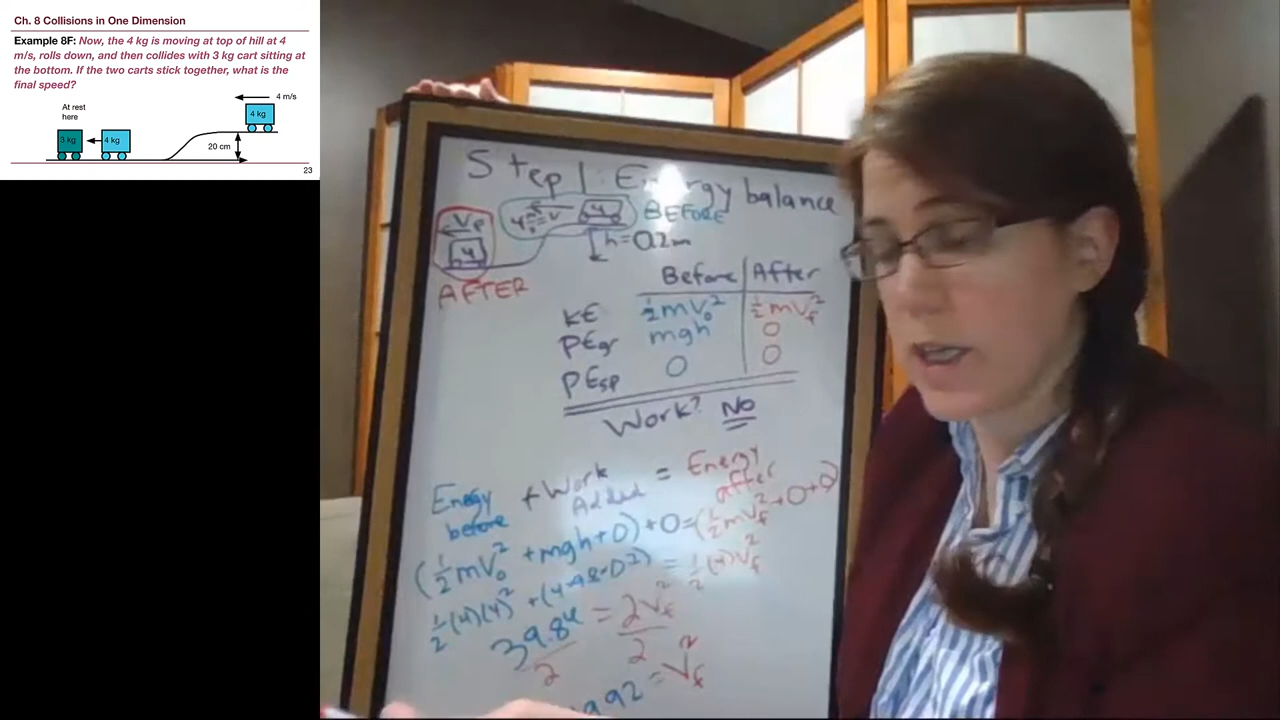 Ch. 8 Collisions in One Dimension
Example 8F: Now, the 4 kg is moving at top of hill at 4
m/s, rolls down, and then collides with 3 kg cart sitting at
the bottom. If the two carts stick together, what is the
final speed?
At rest
here
4 m/s
4 kg
3 kg
4 kg
20 cm
23
Step 1: Energy balance
4 m/s = v 4 BEFORE
Vf
4
h=0.2m
AFTER
Before After
KE ½mv₀² ½mVf²
PEgr mgh 0
PEsp 0 0
Work? No
Energy before + Work Added = Energy after
(½mV₀² + mgh + 0) + 0 = (½mVf² + 0 + 0)
½(4)(4)² + (4·9.8·0.2) = ½(4)Vf²
39.84 = 2Vf²
2 2
992 = Vf²